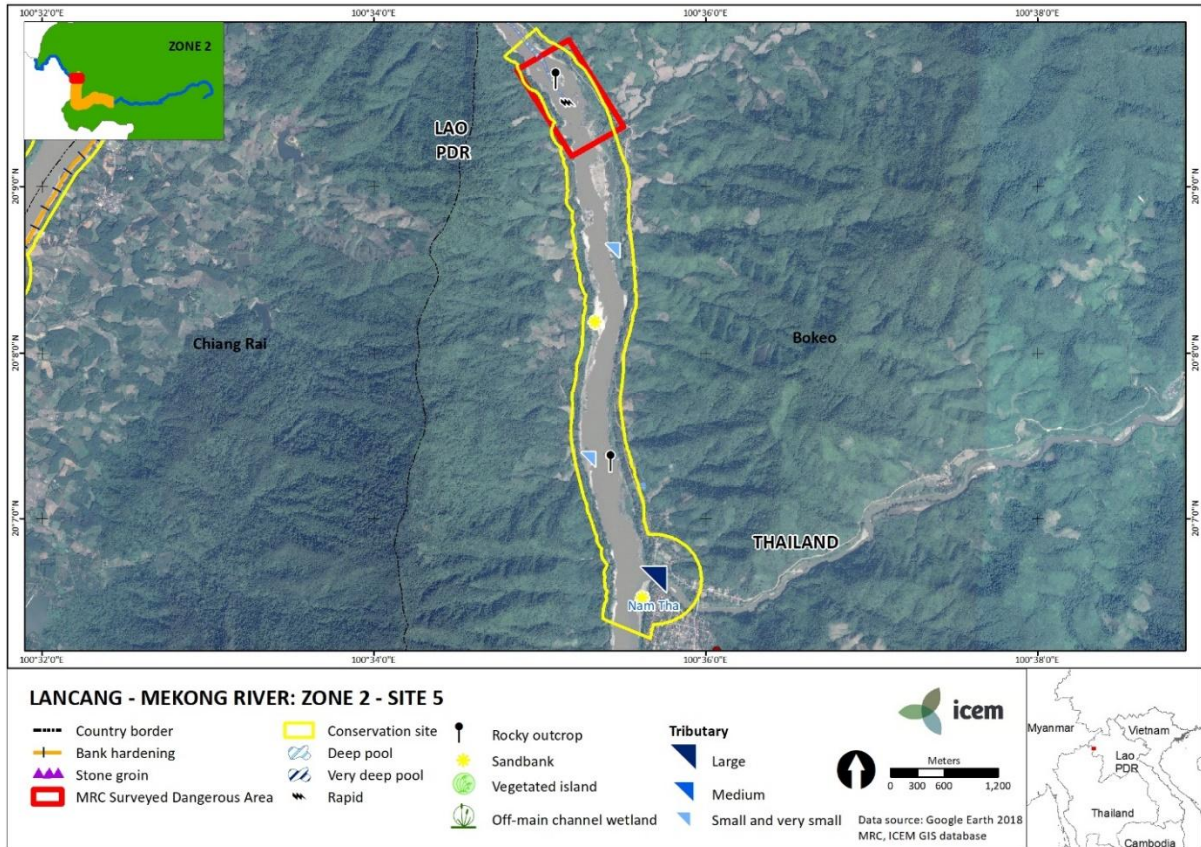 ZONE 2
100°32'0"E
100°34'0"E
100°36'0"E
100°38'0"E
20°9'0"N
20°8'0"N
20°7'0"N
20°9'0"N
20°8'0"N
20°7'0"N
LAO
PDR
Chiang Rai
Bokeo
THAILAND
Nam Tha
100°32'0"E
100°34'0"E
100°36'0"E
100°38'0"E
LANCANG - MEKONG RIVER: ZONE 2 - SITE 5
Country border
Bank hardening
Stone groin
MRC Surveyed Dangerous Area
Conservation site
Deep pool
Very deep pool
Rapid
Rocky outcrop
Sandbank
Vegetated island
Off-main channel wetland
Tributary
Large
Medium
Small and very small
icem
Meters
0 300 600 1,200
Data source: Google Earth 2018
MRC, ICEM GIS database
Myanmar
Vietnam
Lao
PDR
Thailand
Cambodia